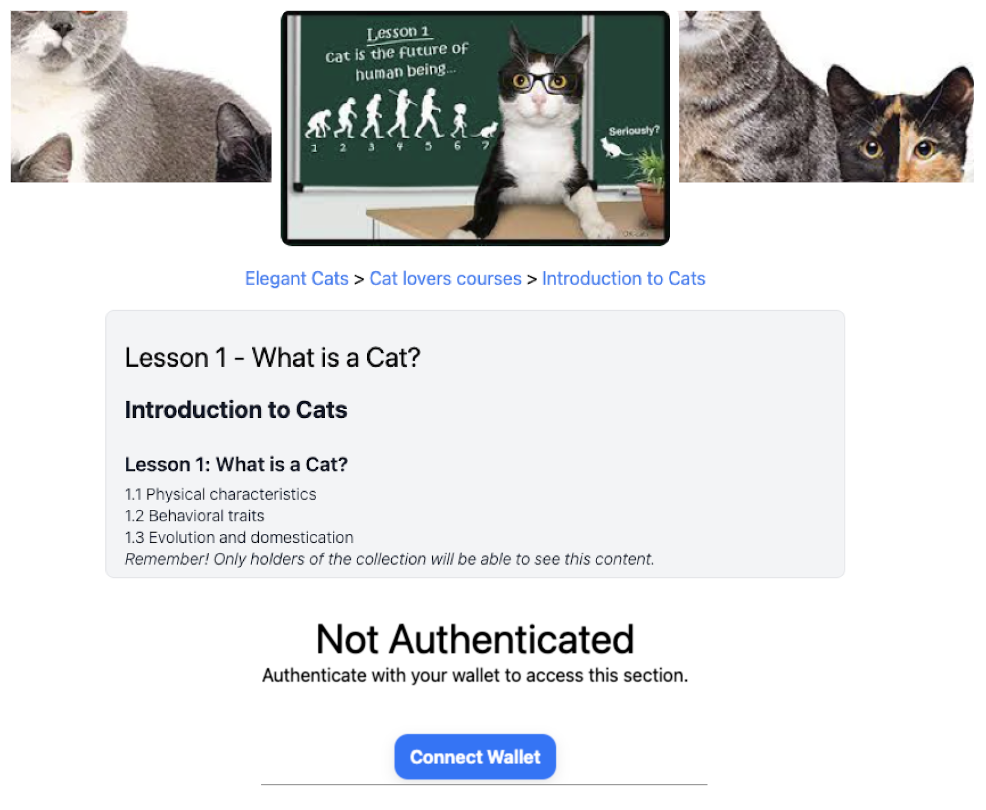 Lesson 1
Cat is the future of
human being...
1 2 3 4 5 6 7
Seriously?
Elegant Cats > Cat lovers courses > Introduction to Cats
Lesson 1 - What is a Cat?
Introduction to Cats
Lesson 1: What is a Cat?
1.1 Physical characteristics
1.2 Behavioral traits
1.3 Evolution and domestication
Remember! Only holders of the collection will be able to see this content.
Not Authenticated
Authenticate with your wallet to access this section.
Connect Wallet